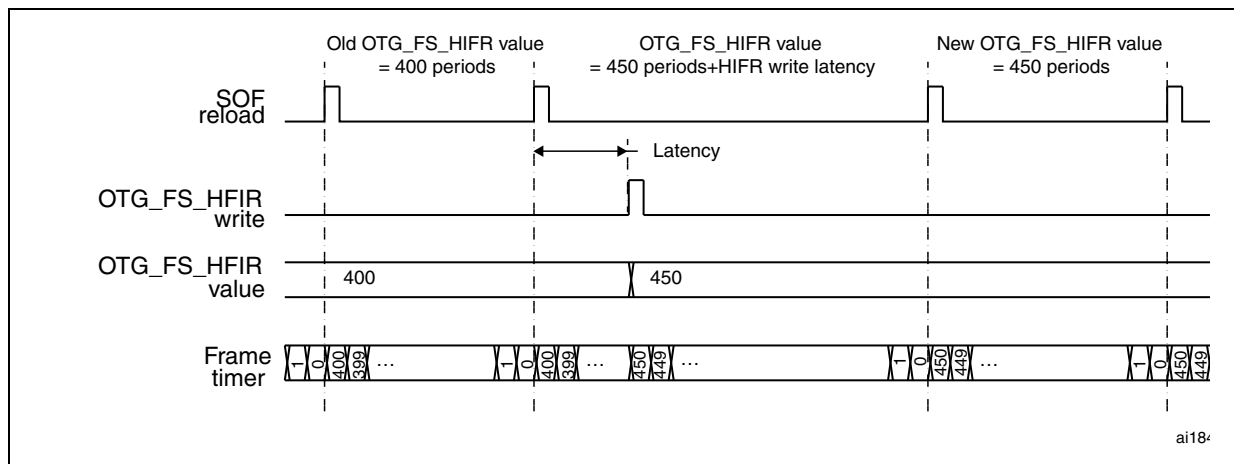 Old OTG_FS_HIFR value
= 400 periods
OTG_FS_HIFR value
= 450 periods+HIFR write latency
New OTG_FS_HIFR value
= 450 periods
SOF
reload
Latency
OTG_FS_HFIR
write
OTG_FS_HFIR
value
400
450
Frame
timer
1 0 400 399 ... 1 0 400 399 ... 450 449 ... 1 0 450 449 ... 1 0 450 449
ai184